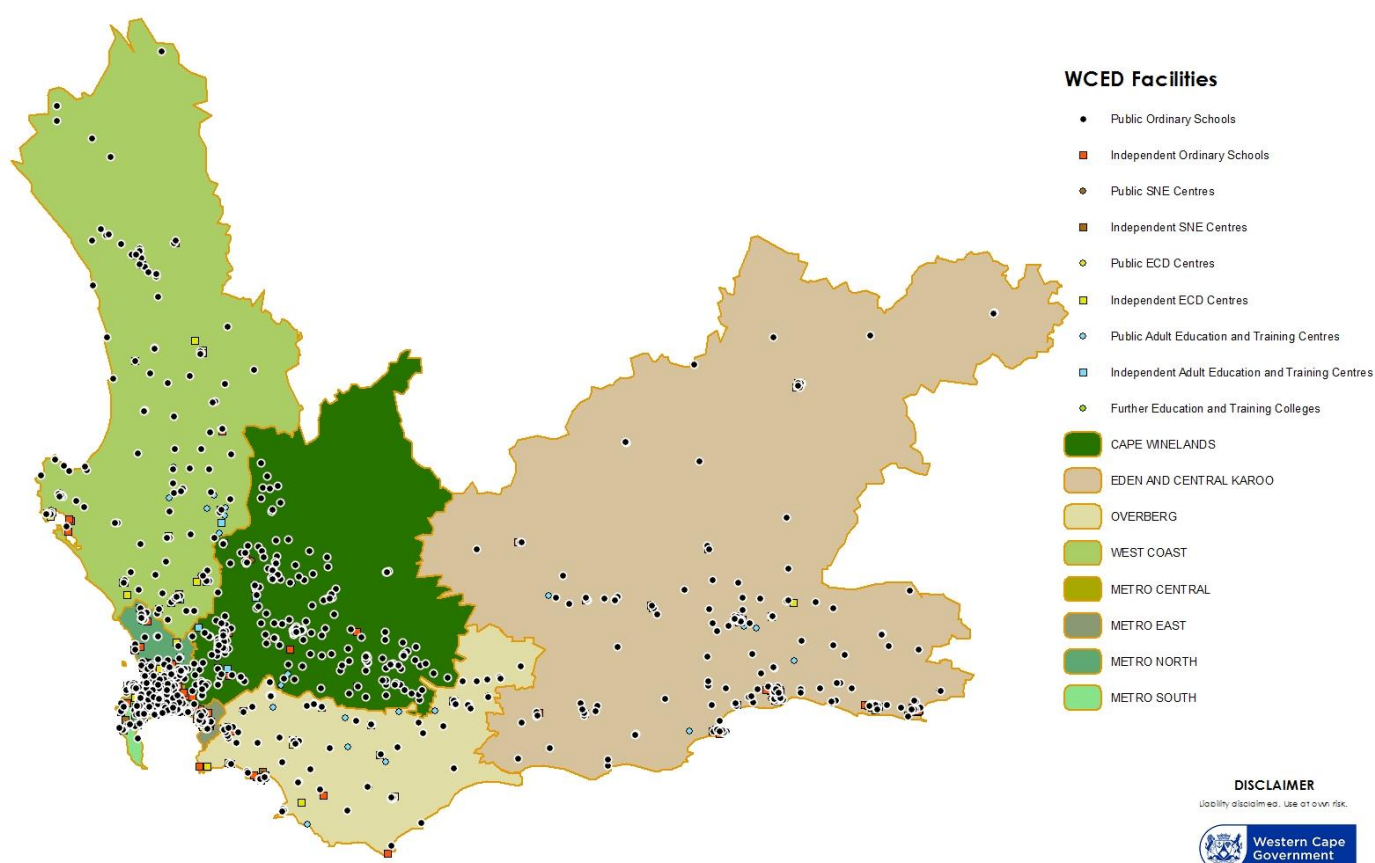 WCED Facilities
Public Ordinary Schools
Independent Ordinary Schools
Public SNE Centres
Independent SNE Centres
Public ECD Centres
Independent ECD Centres
Public Adult Education and Training Centres
Independent Adult Education and Training Centres
Further Education and Training Colleges
CAPE WINELANDS
EDEN AND CENTRAL KAROO
OVERBERG
WEST COAST
METRO CENTRAL
METRO EAST
METRO NORTH
METRO SOUTH
DISCLAIMER
Liability disclaimed. Use at own risk.
Western Cape
Government